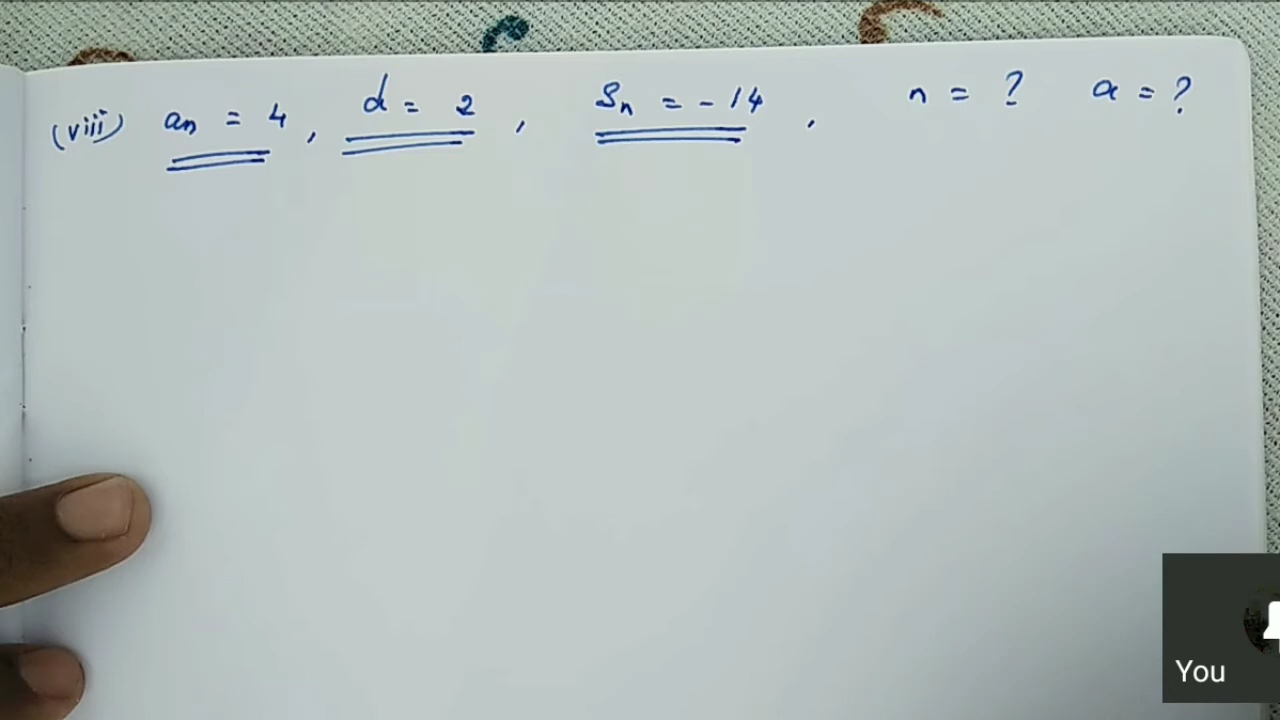 (viii) an = 4, d = 2, Sn = -14, n = ? a = ?
You